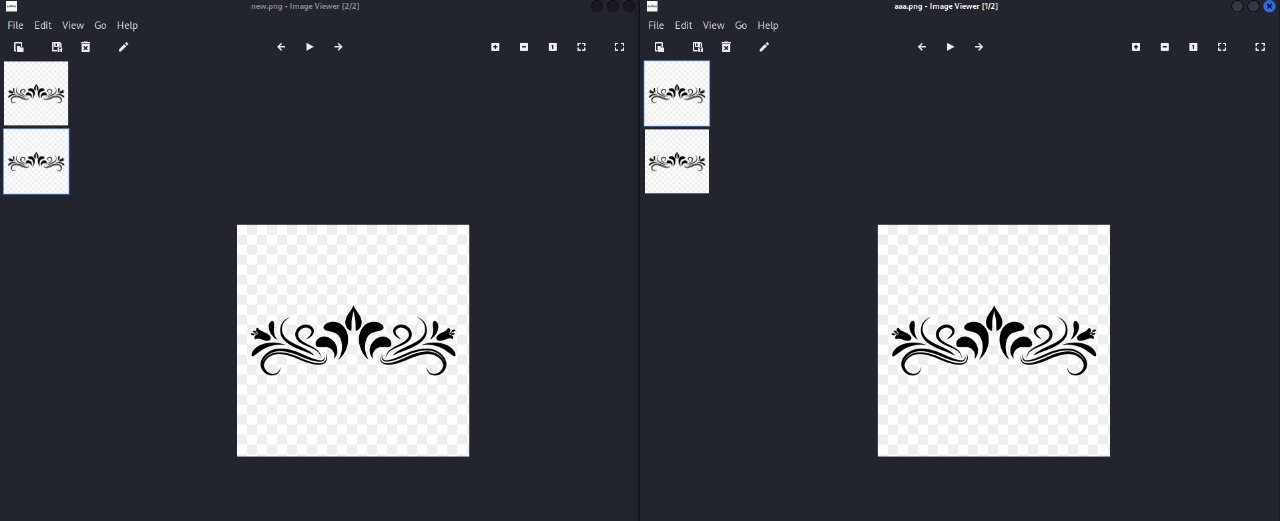 new.png - Image Viewer [2/2]
File Edit View Go Help
aaa.png - Image Viewer [1/2]
File Edit View Go Help